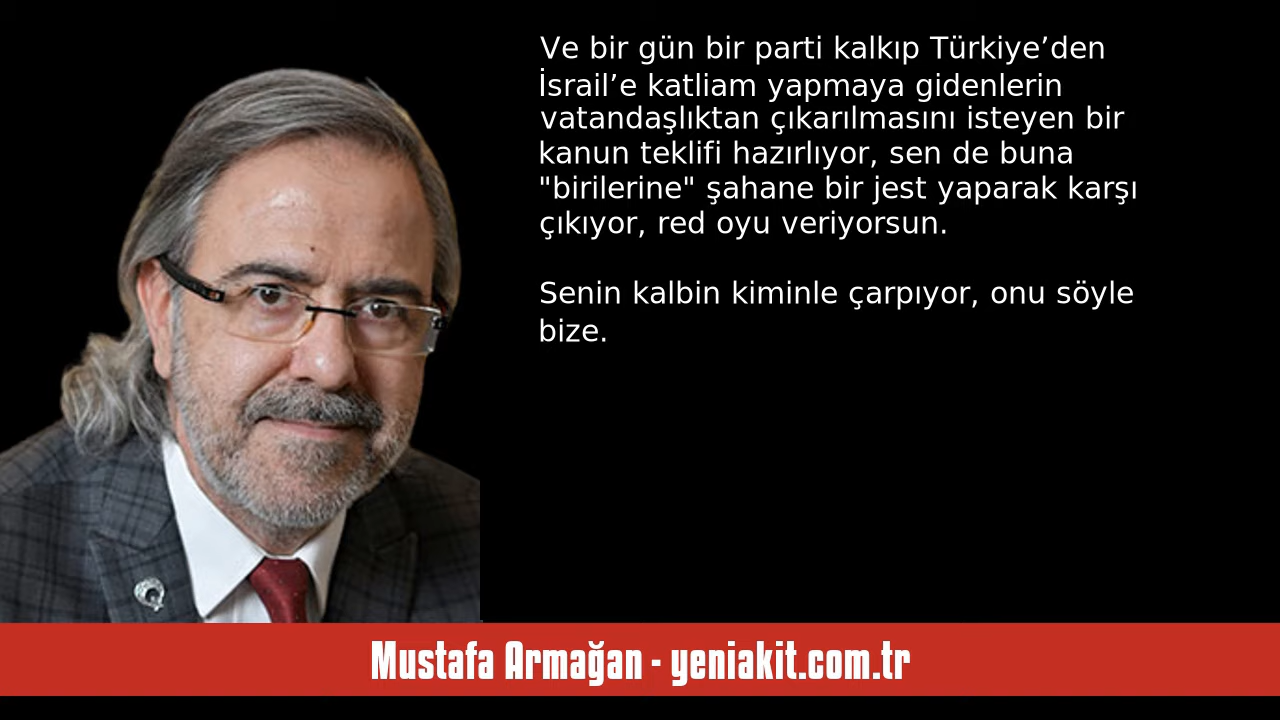 Ve bir gün bir parti kalkıp Türkiye’den
İsrail’e katliam yapmaya gidenlerin
vatandaşlıktan çıkarılmasını isteyen bir
kanun teklifi hazırlıyor, sen de buna
"birilerine" şahane bir jest yaparak karşı
çıkıyor, red oyu veriyorsun.
Senin kalbin kiminle çarpıyor, onu söyle
bize.
Mustafa Armağan - yeniakit.com.tr